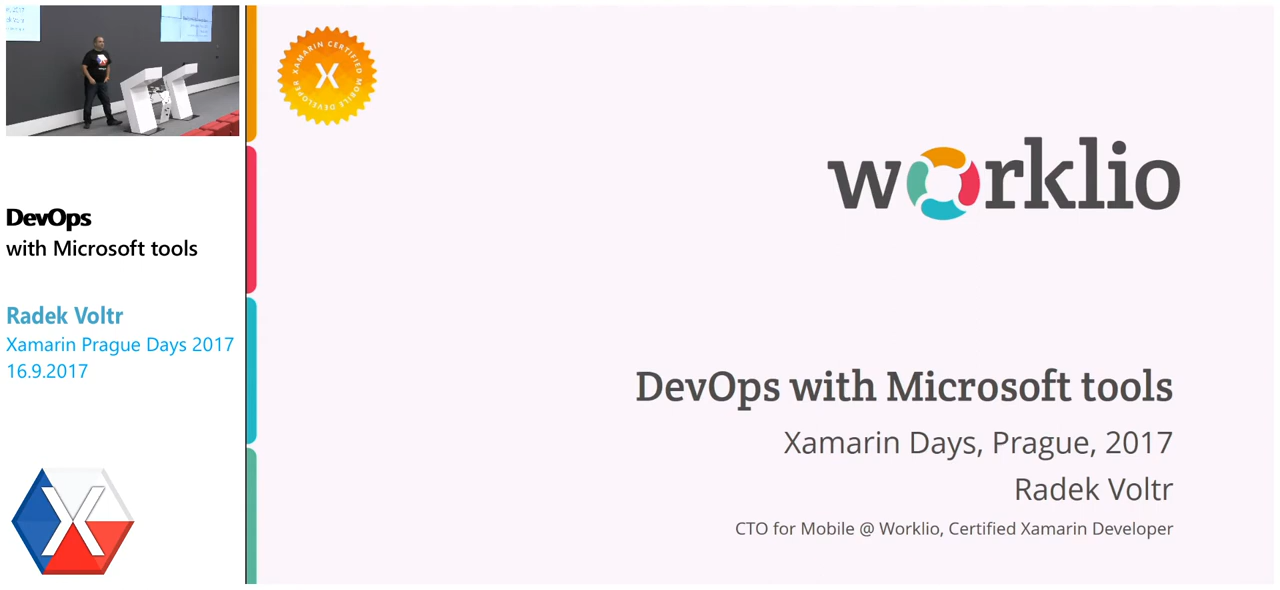 DevOps
with Microsoft tools
Radek Voltr
Xamarin Prague Days 2017
16.9.2017
XAMARIN CERTIFIED MOBILE DEVELOPER
X
worklio
DevOps with Microsoft tools
Xamarin Days, Prague, 2017
Radek Voltr
CTO for Mobile @ Worklio, Certified Xamarin Developer
X